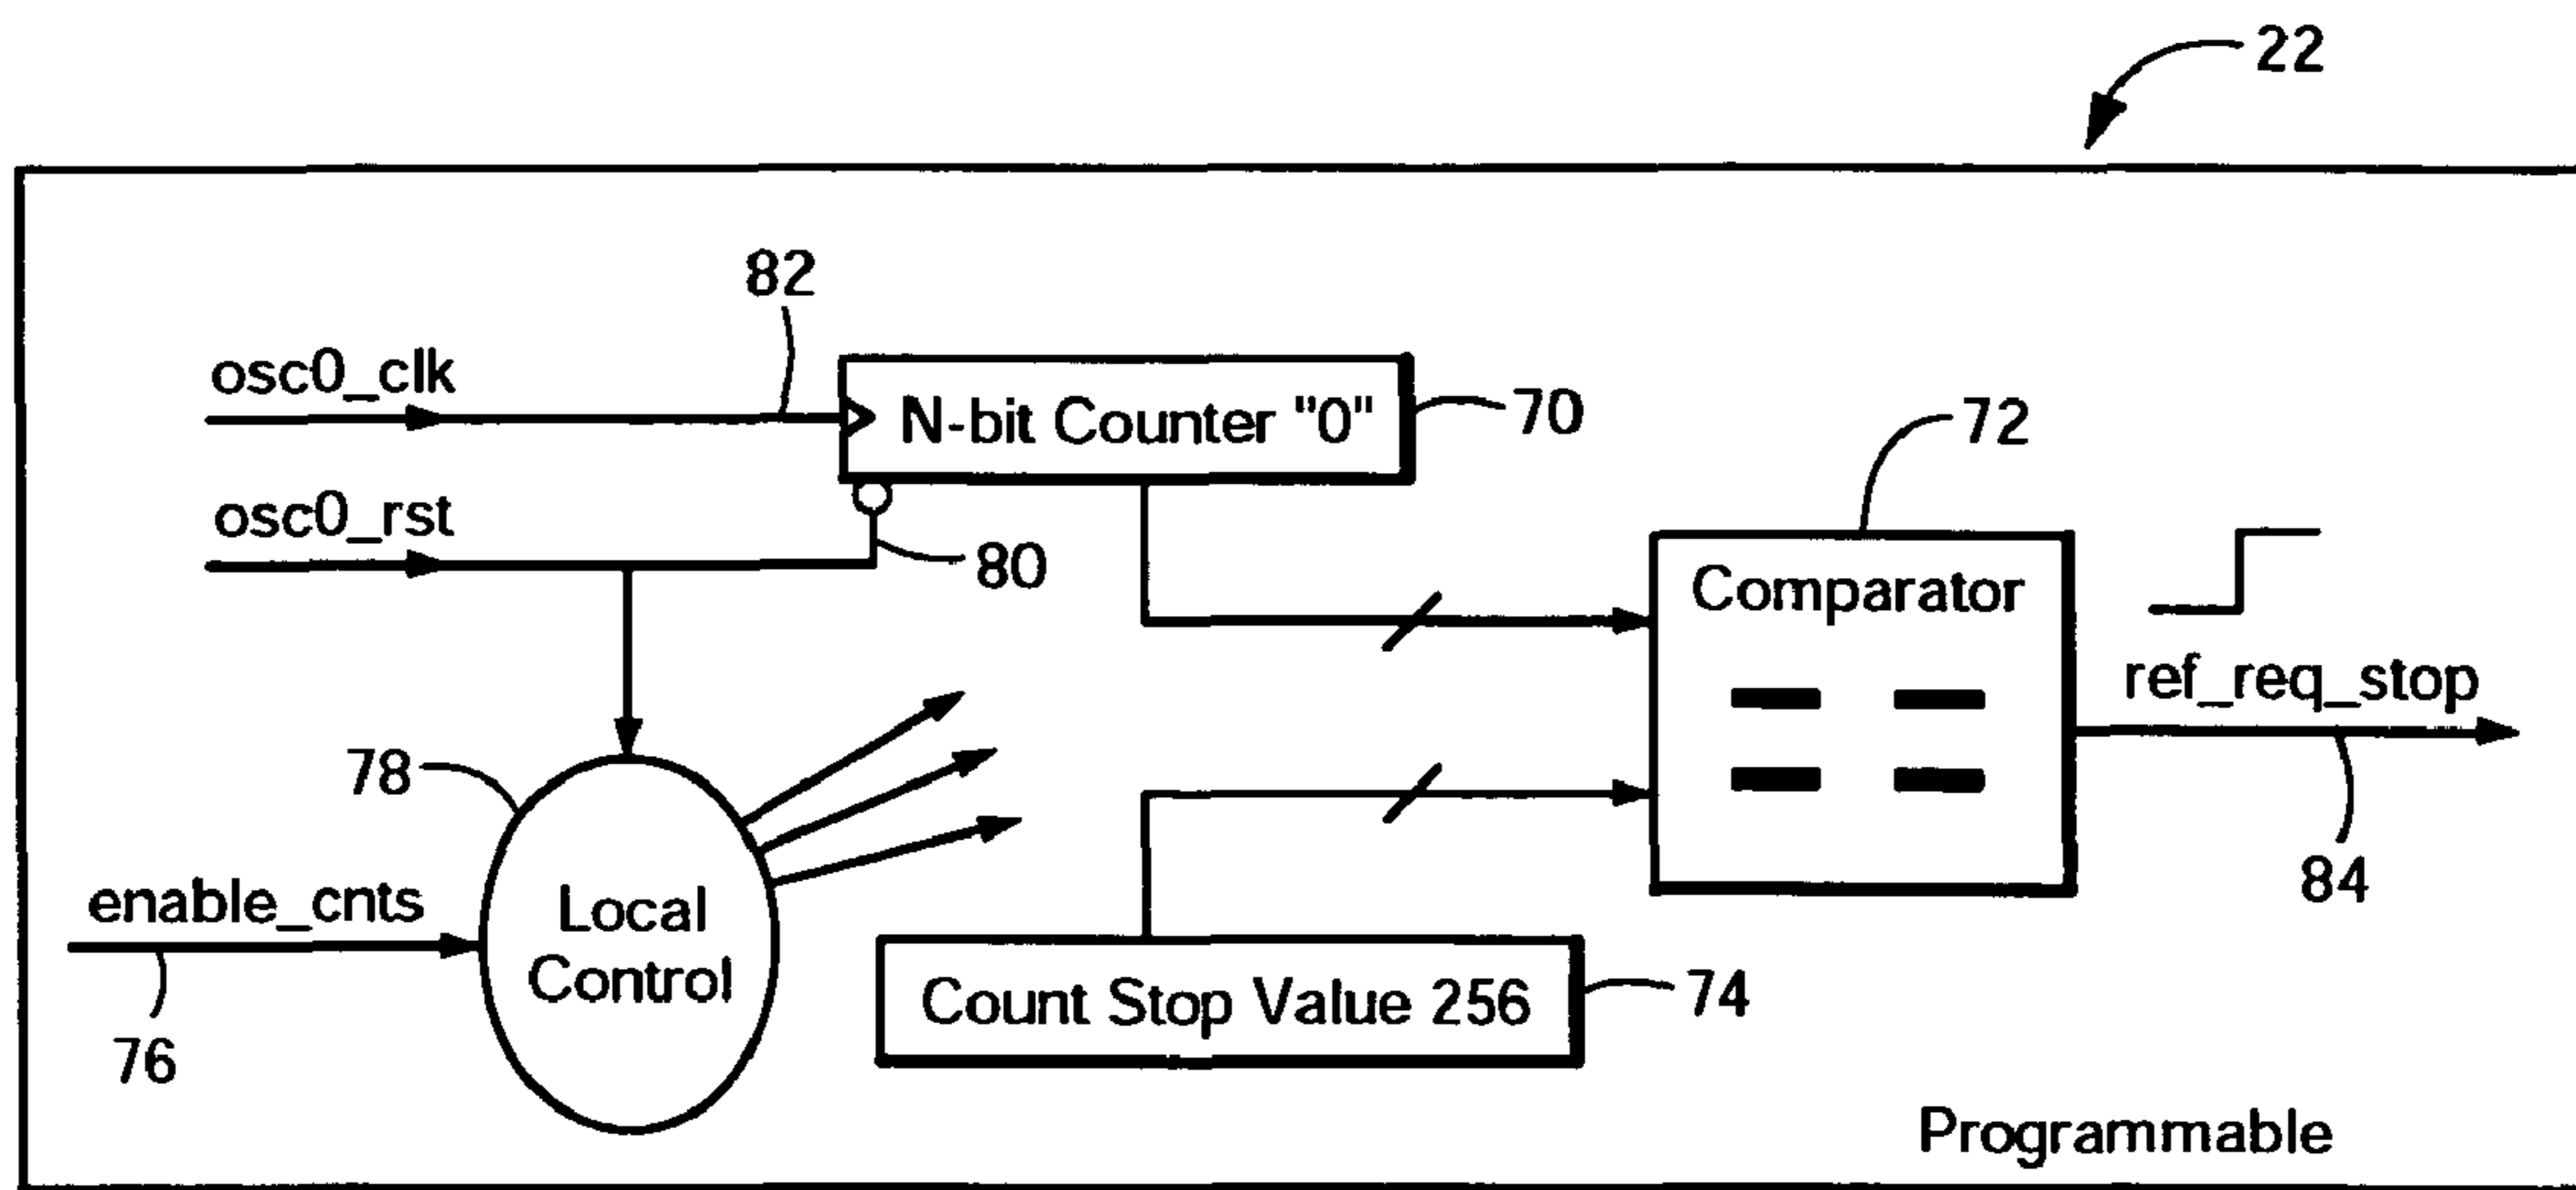 22
82
osc0_clk
N-bit Counter "0"
70
72
osc0_rst
80
Comparator
ref_req_stop
78
84
enable_cnts
Local
Control
76
Count Stop Value 256
74
Programmable